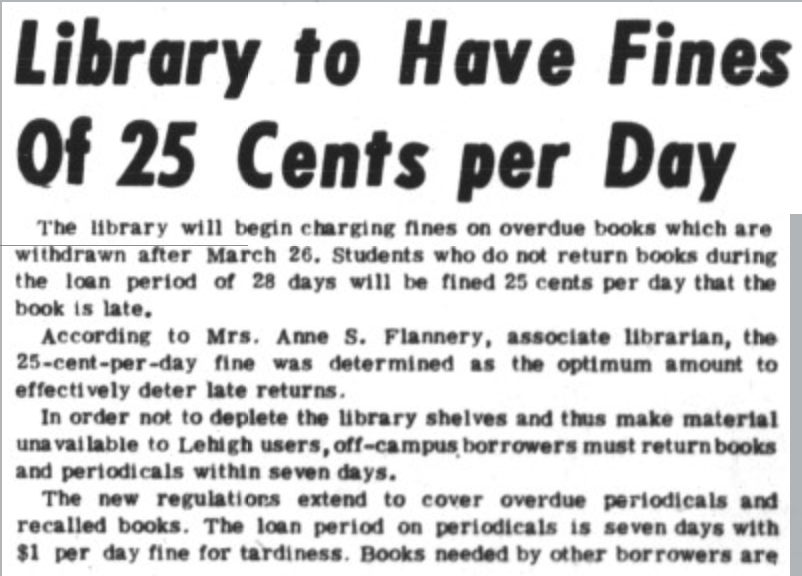 Library to Have Fines
Of 25 Cents per Day
The library will begin charging fines on overdue books which are
withdrawn after March 26. Students who do not return books during
the loan period of 28 days will be fined 25 cents per day that the
book is late.
According to Mrs. Anne S. Flannery, associate librarian, the
25-cent-per-day fine was determined as the optimum amount to
effectively deter late returns.
In order not to deplete the library shelves and thus make material
unavailable to Lehigh users, off-campus borrowers must return books
and periodicals within seven days.
The new regulations extend to cover overdue periodicals and
recalled books. The loan period on periodicals is seven days with
$1 per day fine for tardiness. Books needed by other borrowers are